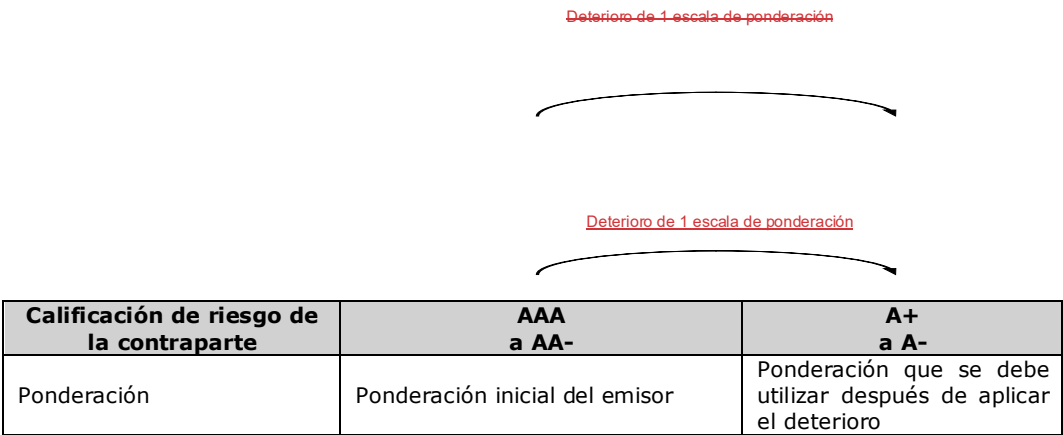 Deterioro de 1 escala de ponderación
Deterioro de 1 escala de ponderación
Calificación de riesgo de la contraparte
AAA a AA-
A+ a A-
Ponderación
Ponderación inicial del emisor
Ponderación que se debe utilizar después de aplicar el deterioro